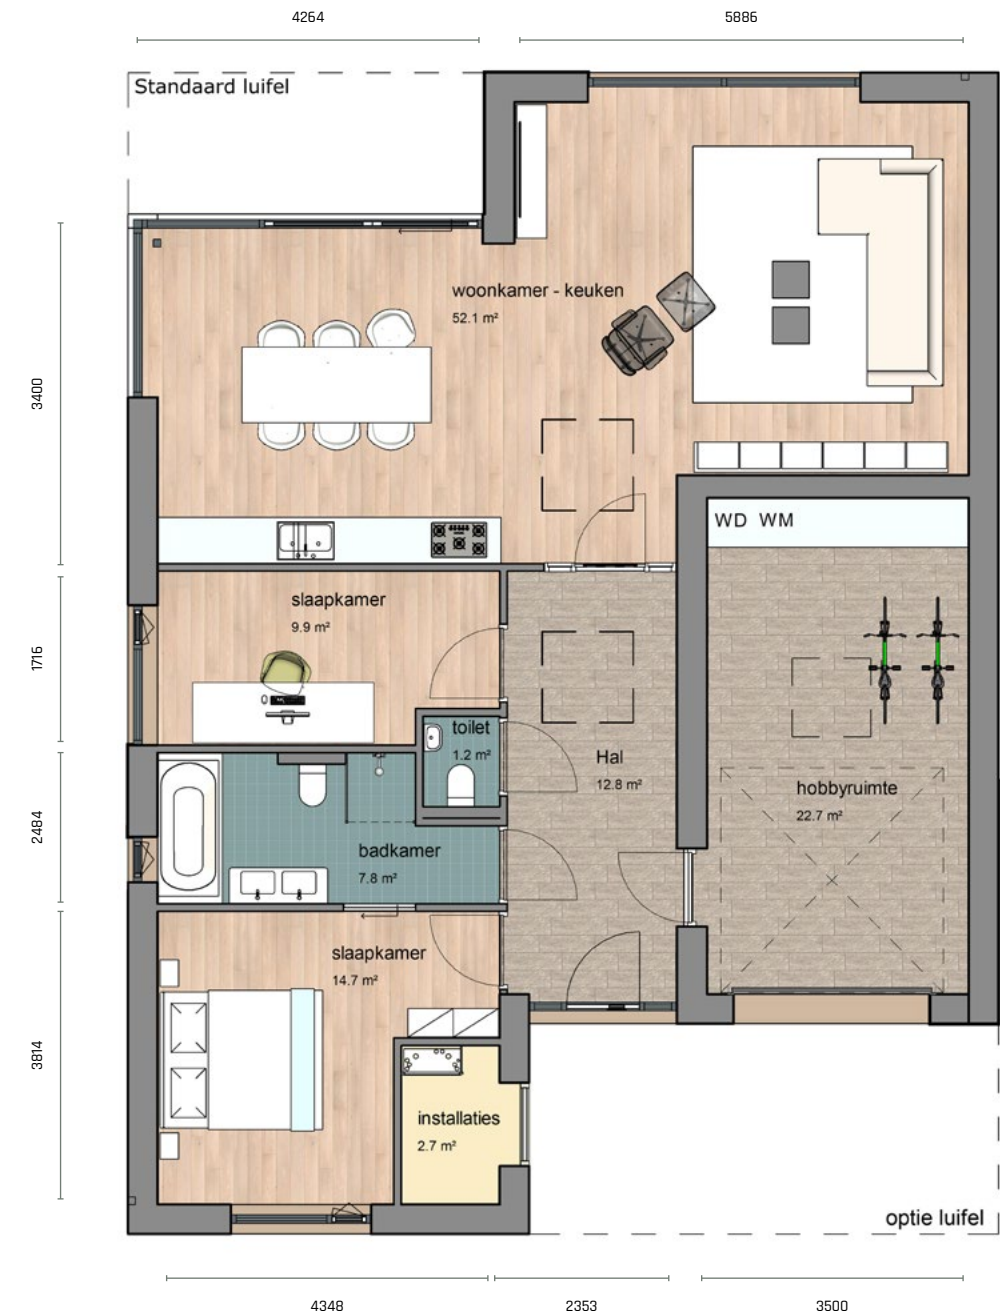 4264
5886
Standaard luifel
woonkamer - keuken
52.1 m²
3400
WD WM
slaapkamer
9.9 m²
1716
toilet
1.2 m²
Hal
12.8 m²
hobbyruimte
22.7 m²
2484
badkamer
7.8 m²
slaapkamer
14.7 m²
3814
installaties
2.7 m²
optie luifel
4348
2353
3500